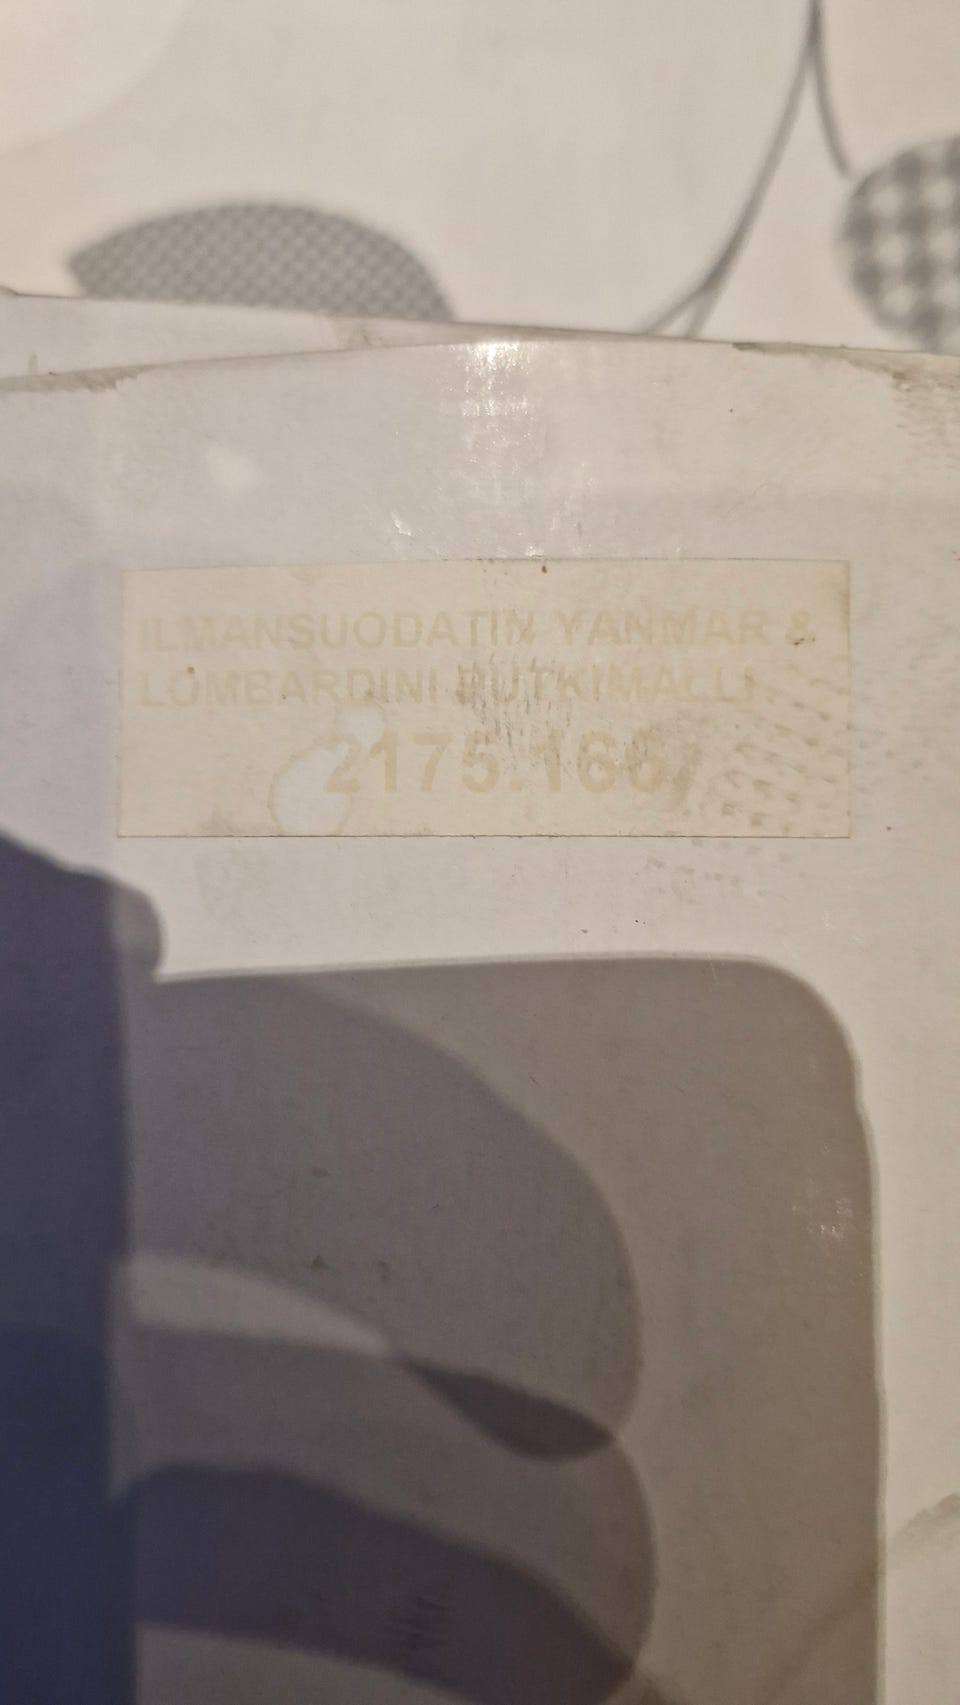 ILMANSUODATIN YANMAR &
LOMBARDINI PUTKIMALLI
2175.166